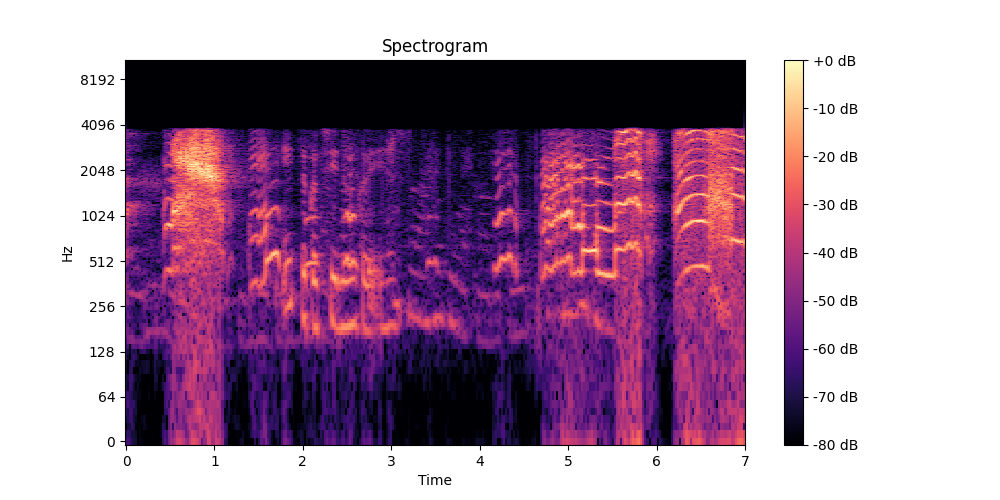 Spectrogram
8192
4096
2048
1024
512
256
128
64
0
Hz
0 1 2 3 4 5 6 7
Time
+0 dB
-10 dB
-20 dB
-30 dB
-40 dB
-50 dB
-60 dB
-70 dB
-80 dB